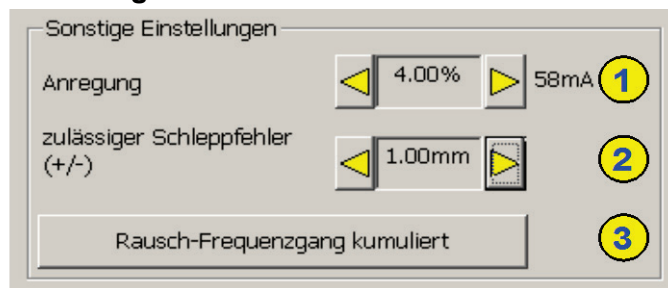 Sonstige Einstellungen
Anregung 4.00% 58mA 1
zulässiger Schleppfehler
(+/-) 1.00mm 2
Rausch-Frequenzgang kumuliert 3